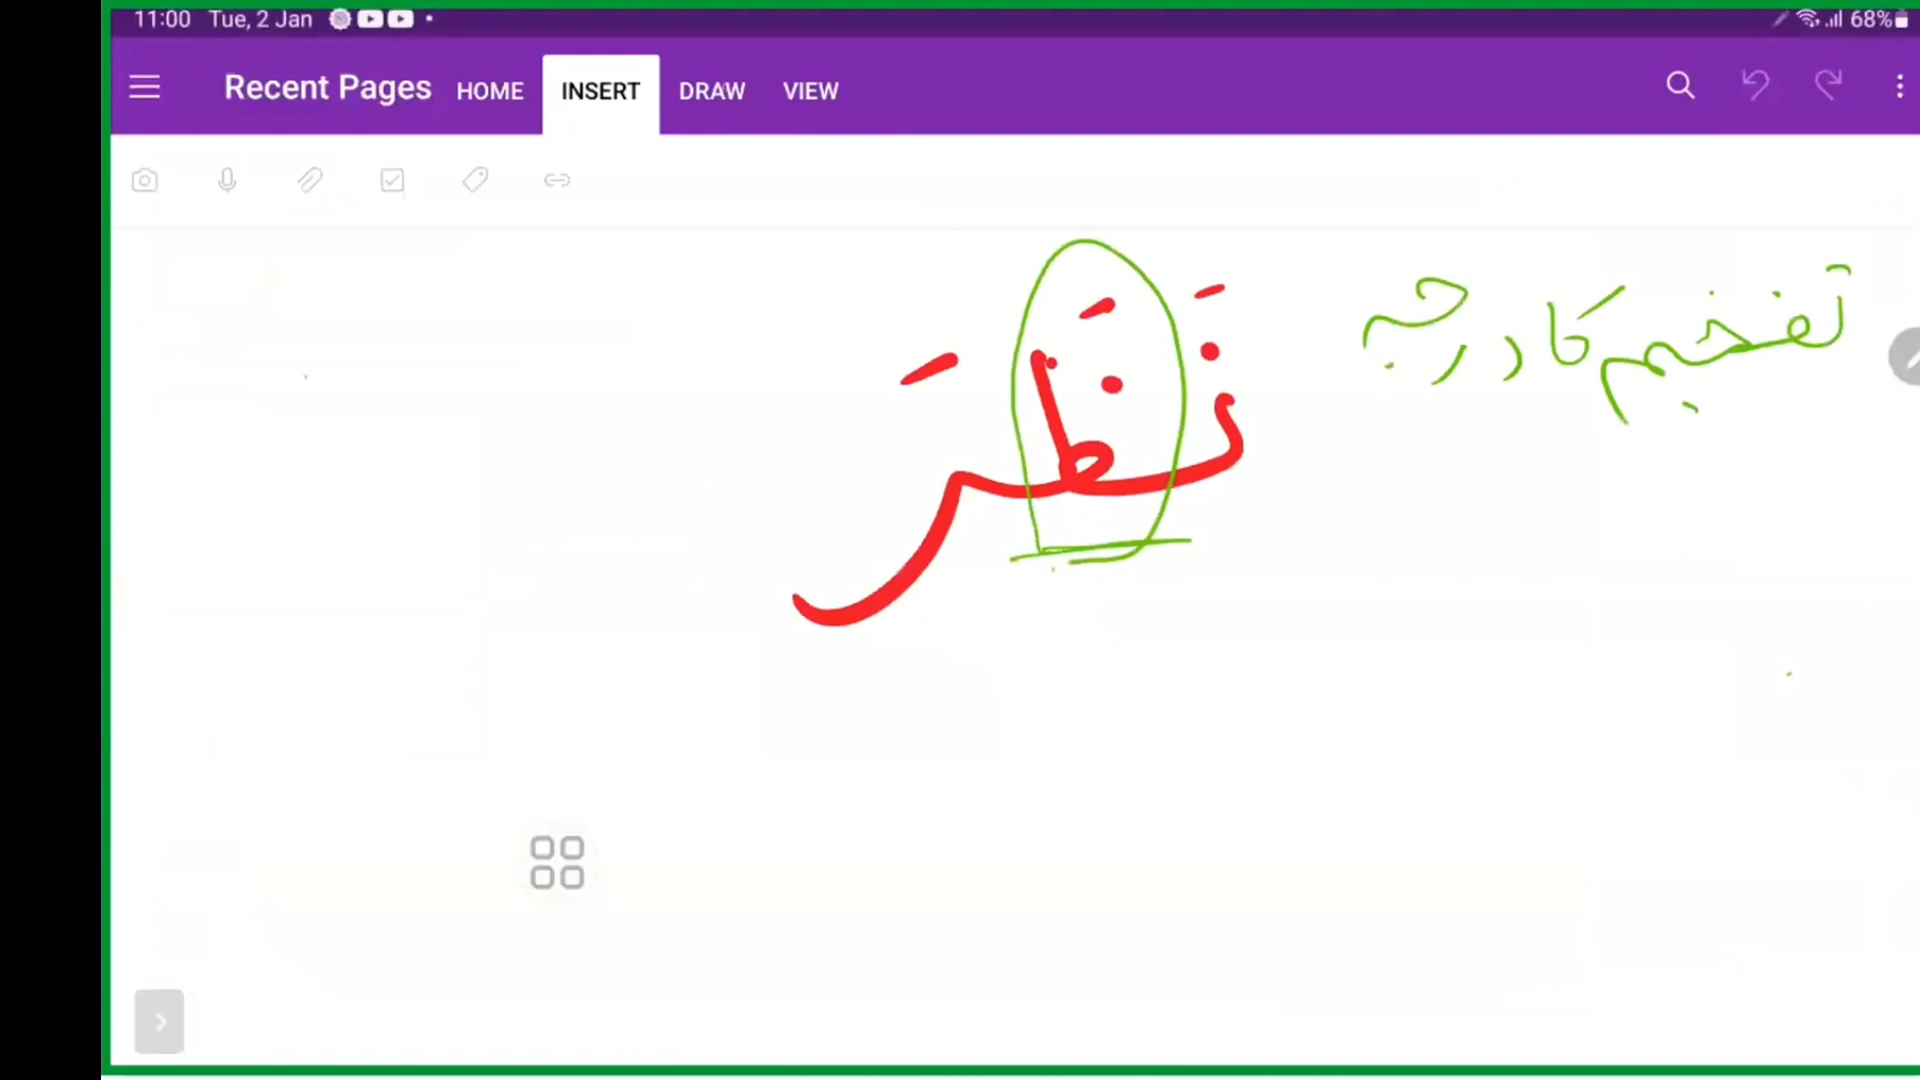 11:00 Tue, 2 Jan 68%
Recent Pages HOME INSERT DRAW VIEW
تفخیم کا درجہ
نَظَرَ